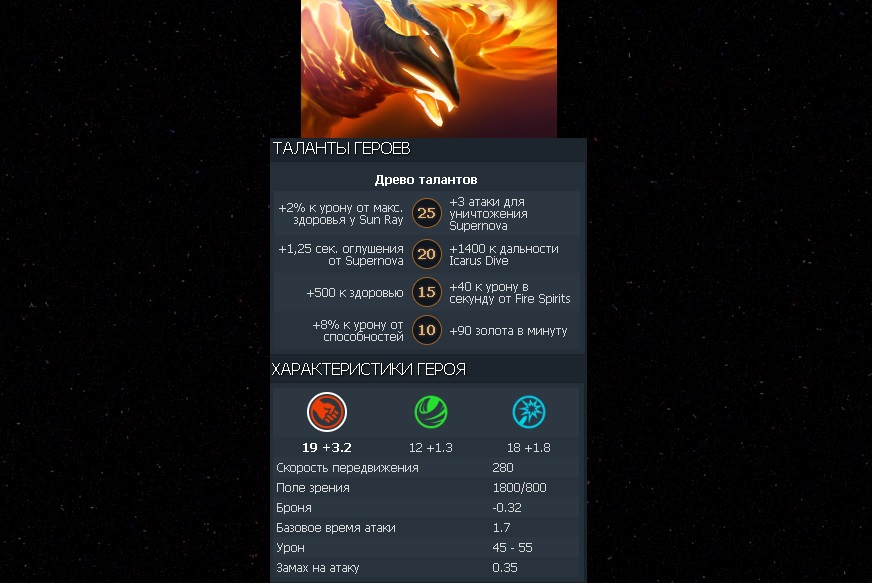 ТАЛАНТЫ ГЕРОЕВ
Древо талантов
+2% к урону от макс.
здоровья у Sun Ray
25
+3 атаки для
уничтожения
Supernova
+1,25 сек. оглушения
от Supernova
20
+1400 к дальности
Icarus Dive
+500 к здоровью
15
+40 к урону в
секунду от Fire Spirits
+8% к урону от
способностей
10
+90 золота в минуту
ХАРАКТЕРИСТИКИ ГЕРОЯ
19 +3.2 12 +1.3 18 +1.8
Скорость передвижения 280
Поле зрения 1800/800
Броня -0.32
Базовое время атаки 1.7
Урон 45 - 55
Замах на атаку 0.35